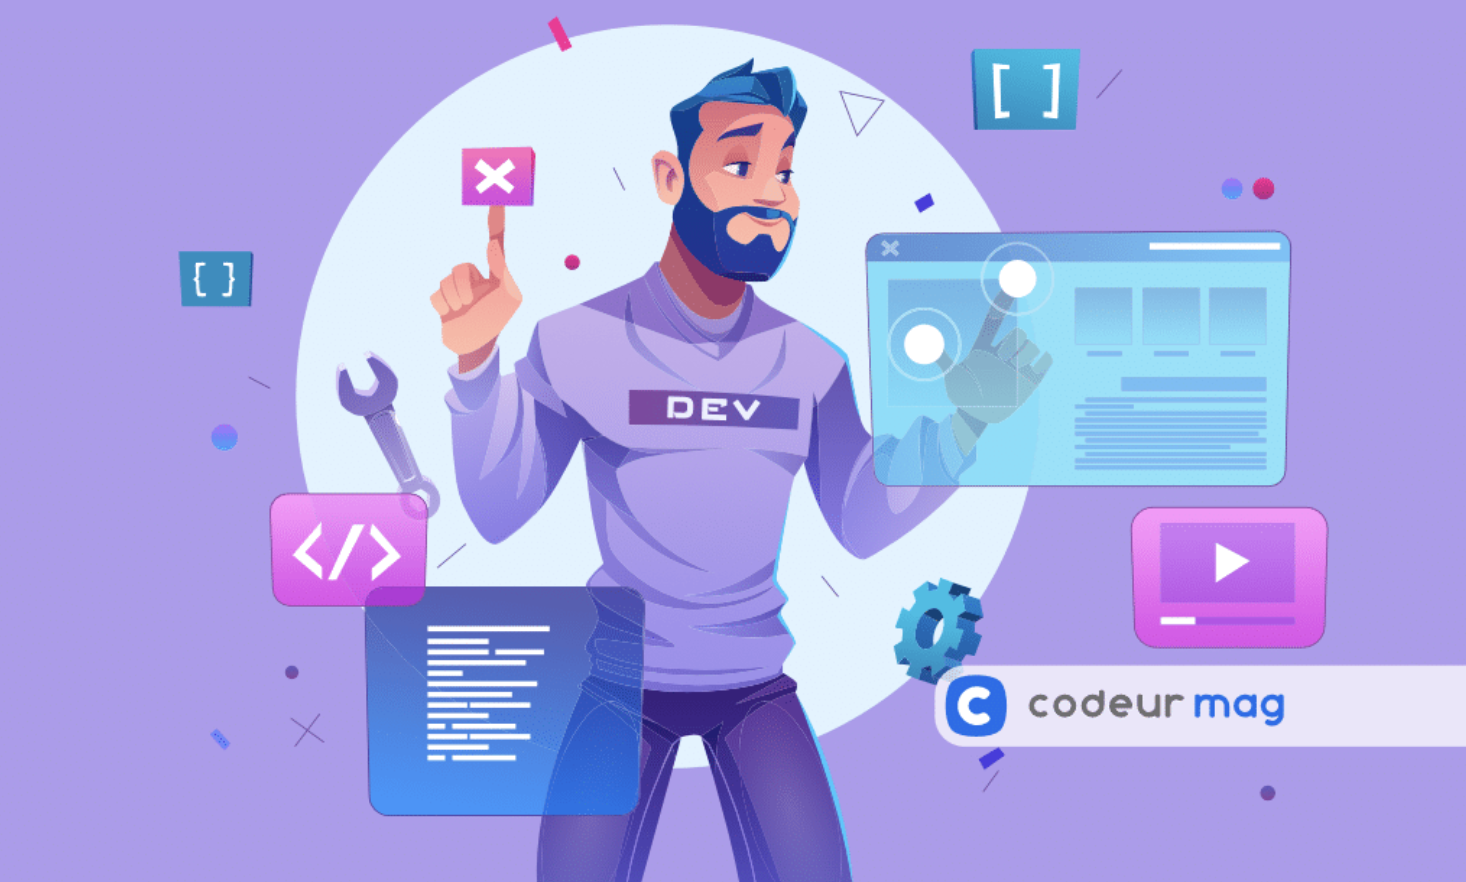 [ ]
{ }
DEV
</>
codeur mag